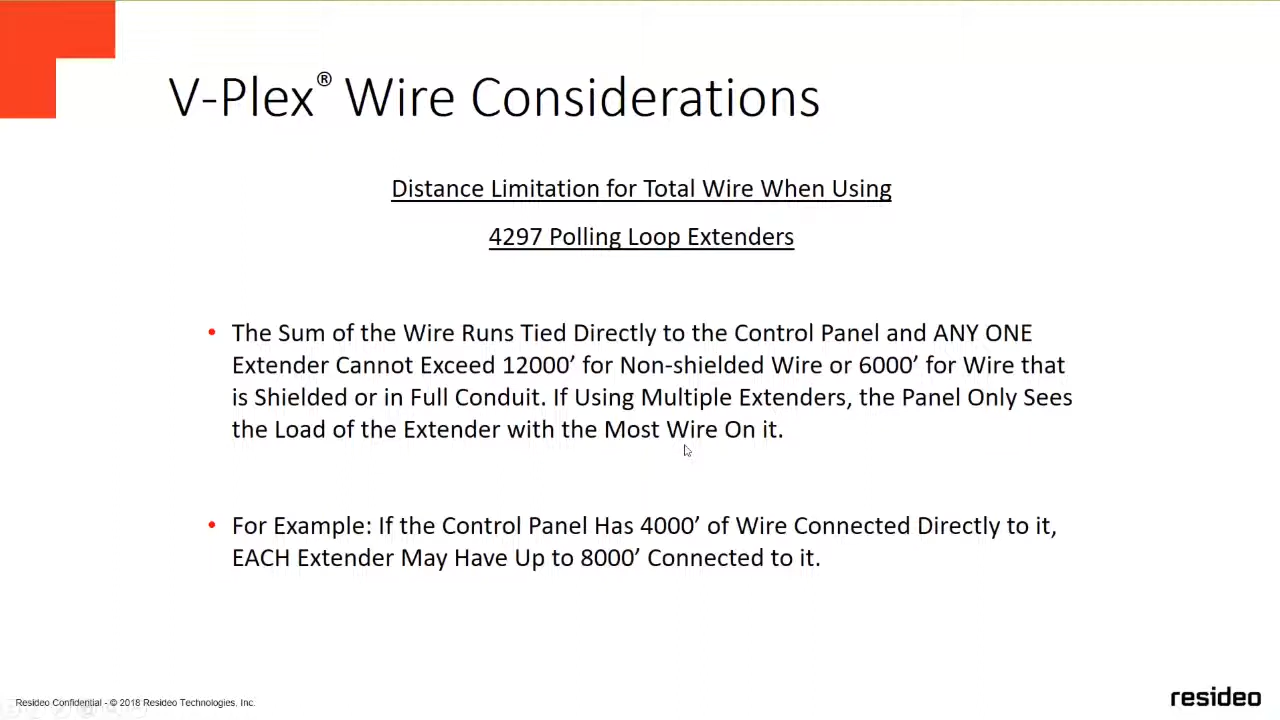 V-Plex® Wire Considerations
Distance Limitation for Total Wire When Using
4297 Polling Loop Extenders
• The Sum of the Wire Runs Tied Directly to the Control Panel and ANY ONE
Extender Cannot Exceed 12000’ for Non-shielded Wire or 6000’ for Wire that
is Shielded or in Full Conduit. If Using Multiple Extenders, the Panel Only Sees
the Load of the Extender with the Most Wire On it.
• For Example: If the Control Panel Has 4000’ of Wire Connected Directly to it,
EACH Extender May Have Up to 8000’ Connected to it.
Resideo Confidential - © 2018 Resideo Technologies, Inc.
resideo